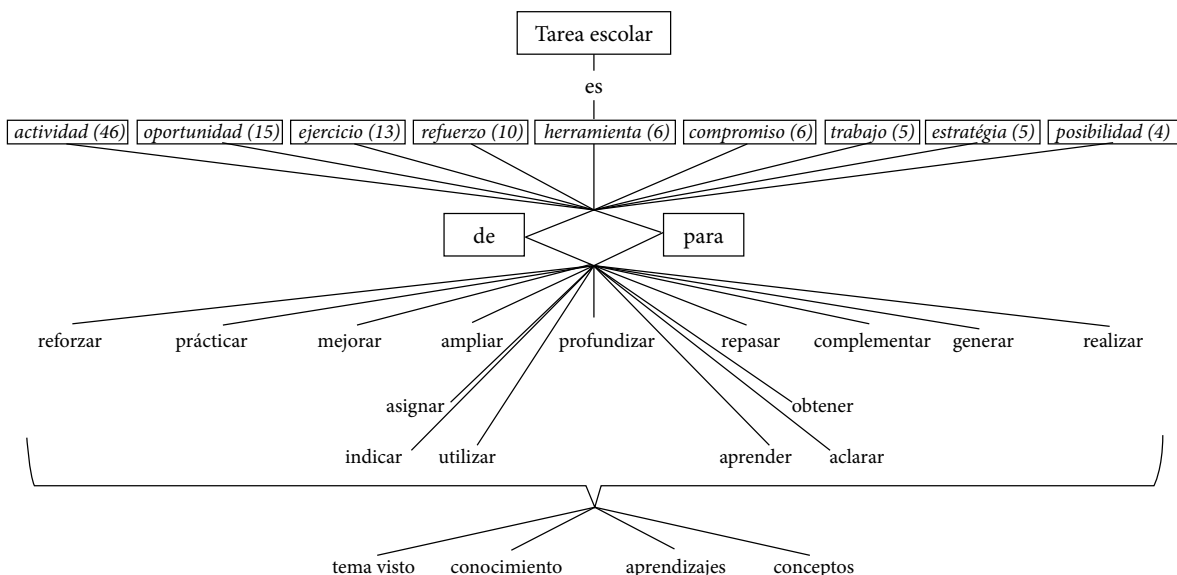 Tarea escolar
es
actividad (46) oportunidad (15) ejercicio (13) refuerzo (10) herramienta (6) compromiso (6) trabajo (5) estratégia (5) posibilidad (4)
de para
reforzar prácticar mejorar ampliar profundizar repasar complementar generar realizar
asignar obtener
indicar utilizar aprender aclarar
tema visto conocimiento aprendizajes conceptos